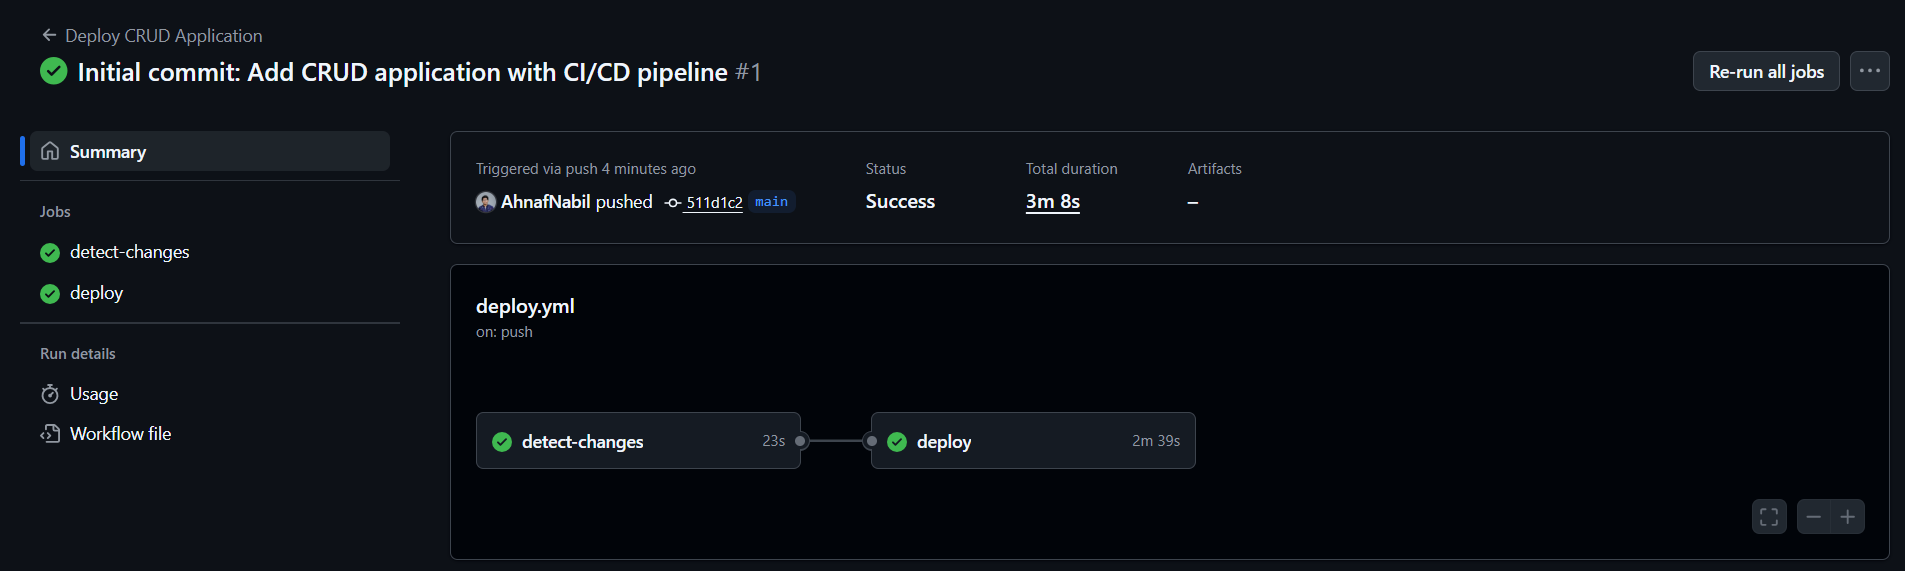 Deploy CRUD Application
Initial commit: Add CRUD application with CI/CD pipeline #1
Re-run all jobs
Summary
Jobs
detect-changes
deploy
Run details
Usage
Workflow file
Triggered via push 4 minutes ago
AhnafNabil pushed 511d1c2 main
Status
Success
Total duration
3m 8s
Artifacts
–
deploy.yml
on: push
detect-changes 23s
deploy 2m 39s